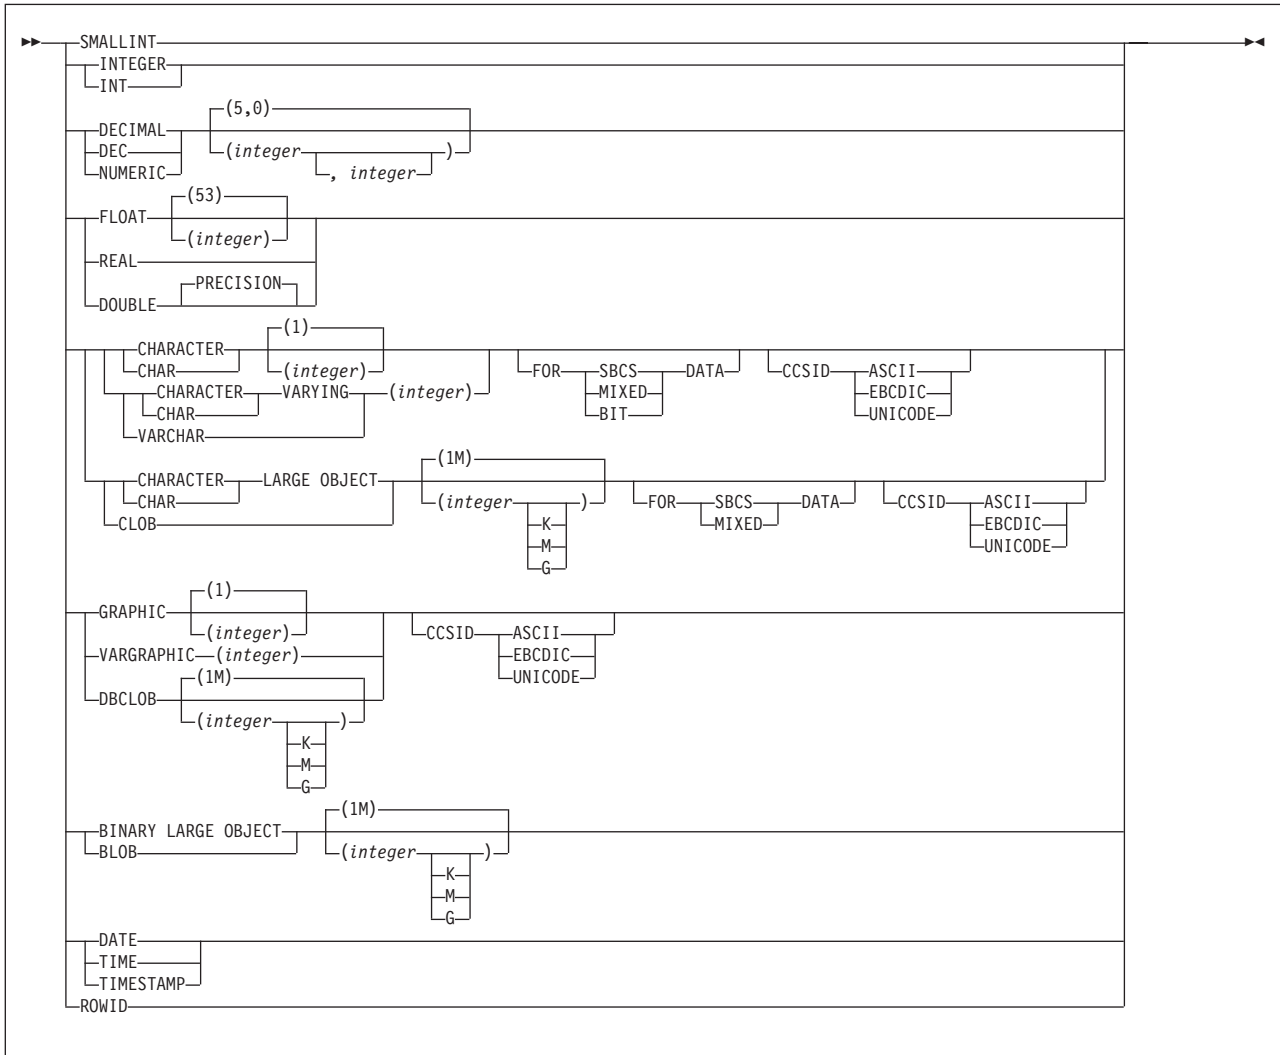 SMALLINT
INTEGER
INT
(5,0)
DECIMAL
DEC (integer )
NUMERIC , integer
(53)
FLOAT
(integer)
REAL
PRECISION
DOUBLE
(1)
CHARACTER
CHAR (integer) FOR SBCS DATA CCSID ASCII
CHARACTER VARYING (integer) MIXED EBCDIC
CHAR BIT UNICODE
VARCHAR
(1M)
CHARACTER LARGE OBJECT
CHAR (integer ) FOR SBCS DATA CCSID ASCII
CLOB K MIXED EBCDIC
M UNICODE
G
(1)
GRAPHIC
(integer) CCSID ASCII
VARGRAPHIC (integer) EBCDIC
(1M) UNICODE
DBCLOB
(integer )
K
M
G
(1M)
BINARY LARGE OBJECT
BLOB (integer )
K
M
G
DATE
TIME
TIMESTAMP
ROWID